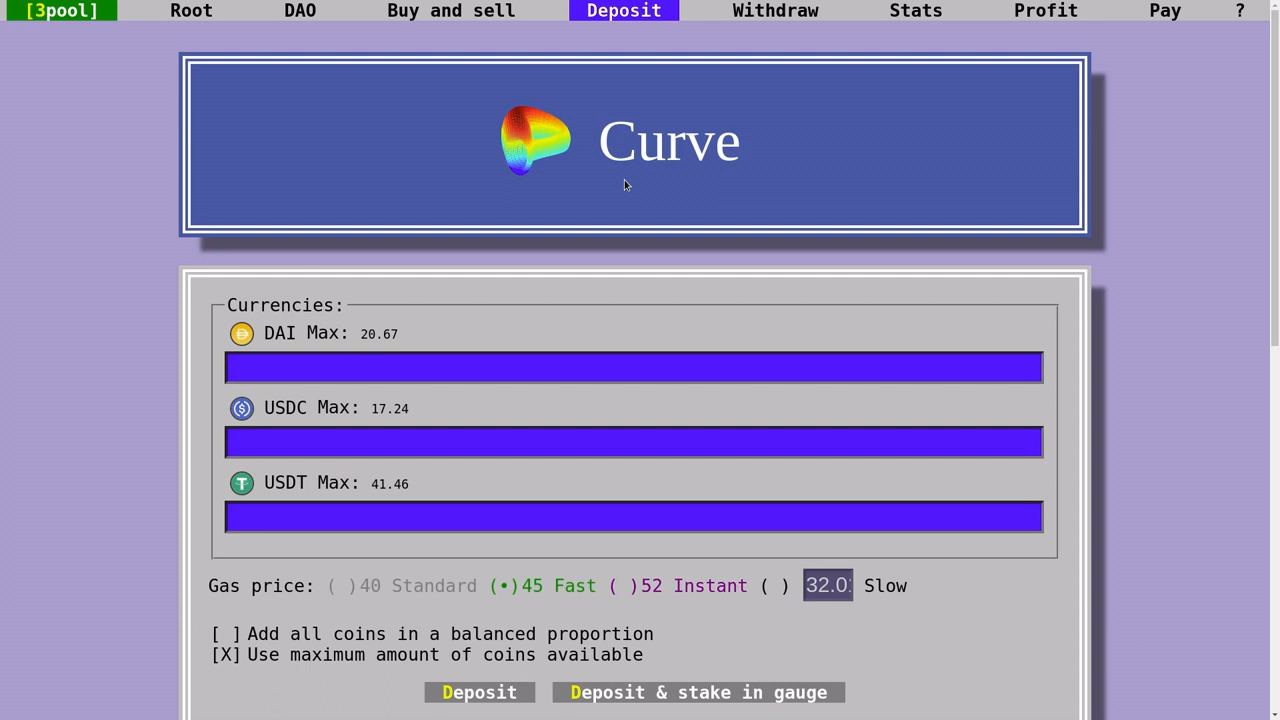 [3pool] Root DAO Buy and sell Deposit Withdraw Stats Profit Pay ?
Curve
Currencies:
DAI Max: 20.67
USDC Max: 17.24
USDT Max: 41.46
Gas price: ( )40 Standard (•)45 Fast ( )52 Instant ( ) 32.0 Slow
[ ] Add all coins in a balanced proportion
[X] Use maximum amount of coins available
Deposit Deposit & stake in gauge